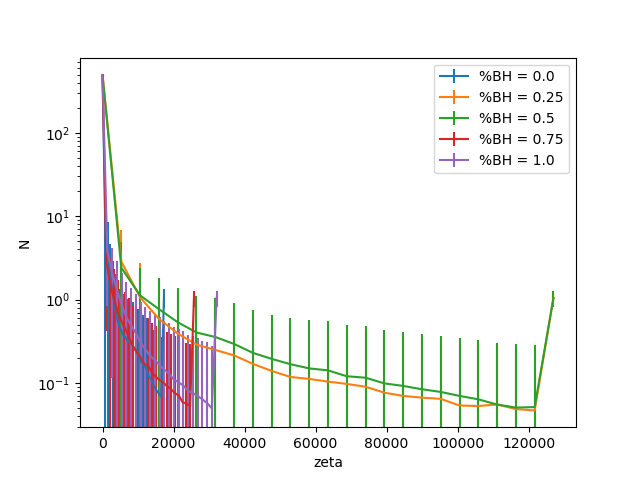 %BH = 0.0
%BH = 0.25
%BH = 0.5
%BH = 0.75
%BH = 1.0
10²
10¹
10⁰
10⁻¹
N
0 20000 40000 60000 80000 100000 120000
zeta